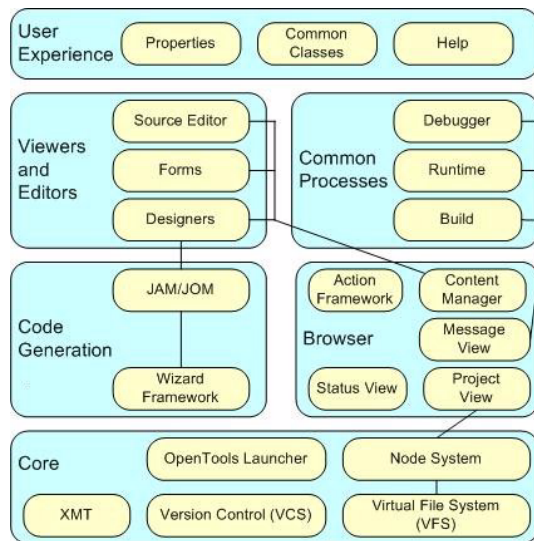 User
Experience
Properties
Common
Classes
Help
Viewers
and
Editors
Source Editor
Forms
Designers
Common
Processes
Debugger
Runtime
Build
Code
Generation
JAM/JOM
Wizard
Framework
Browser
Action
Framework
Content
Manager
Message
View
Status View
Project
View
Core
OpenTools Launcher
Node System
XMT
Version Control (VCS)
Virtual File System
(VFS)